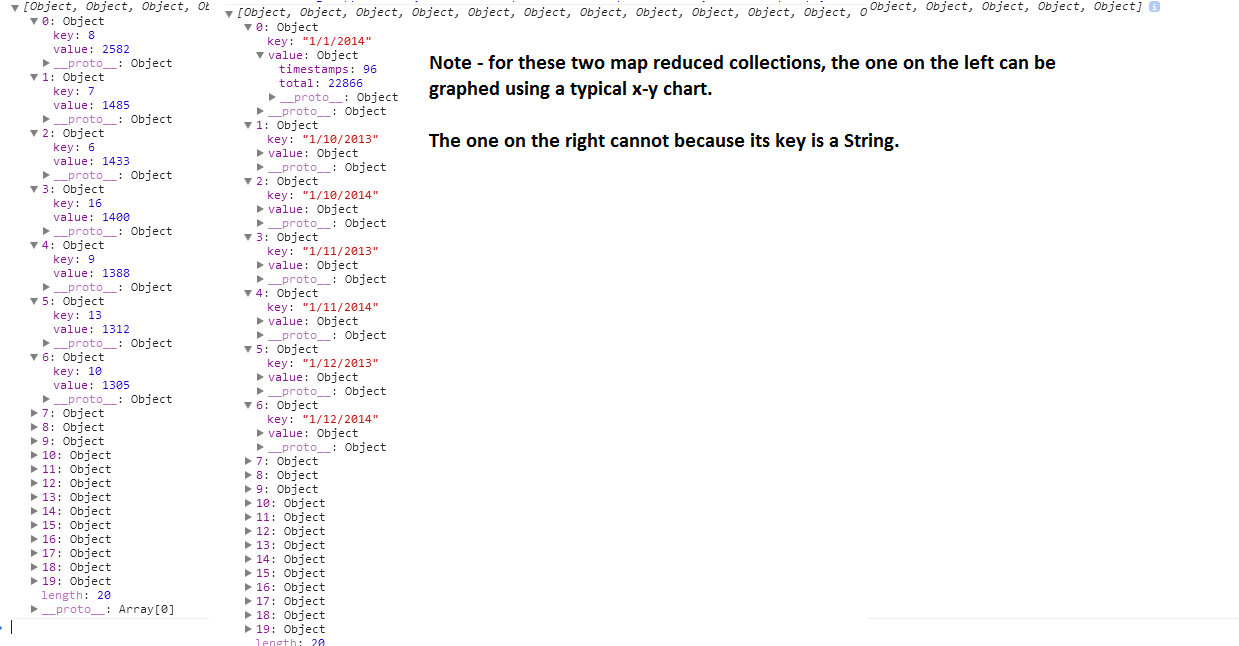 [Object, Object, Object, Ob
0: Object
key: 8
value: 2582
__proto__: Object
1: Object
key: 7
value: 1485
__proto__: Object
2: Object
key: 6
value: 1433
__proto__: Object
3: Object
key: 16
value: 1400
__proto__: Object
4: Object
key: 9
value: 1388
__proto__: Object
5: Object
key: 13
value: 1312
__proto__: Object
6: Object
key: 10
value: 1305
__proto__: Object
7: Object
8: Object
9: Object
10: Object
11: Object
12: Object
13: Object
14: Object
15: Object
16: Object
17: Object
18: Object
19: Object
length: 20
__proto__: Array[0]
[Object, Object, Object, Object, Object, Object, Object, Object, Object, Object, Object, O Object, Object, Object, Object, Object]
0: Object
key: "1/1/2014"
value: Object
timestamps: 96
total: 22866
__proto__: Object
__proto__: Object
1: Object
key: "1/10/2013"
value: Object
__proto__: Object
2: Object
key: "1/10/2014"
value: Object
__proto__: Object
3: Object
key: "1/11/2013"
value: Object
__proto__: Object
4: Object
key: "1/11/2014"
value: Object
__proto__: Object
5: Object
key: "1/12/2013"
value: Object
__proto__: Object
6: Object
key: "1/12/2014"
value: Object
__proto__: Object
7: Object
8: Object
9: Object
10: Object
11: Object
12: Object
13: Object
14: Object
15: Object
16: Object
17: Object
18: Object
19: Object
length: 20
Note - for these two map reduced collections, the one on the left can be
graphed using a typical x-y chart.
The one on the right cannot because its key is a String.